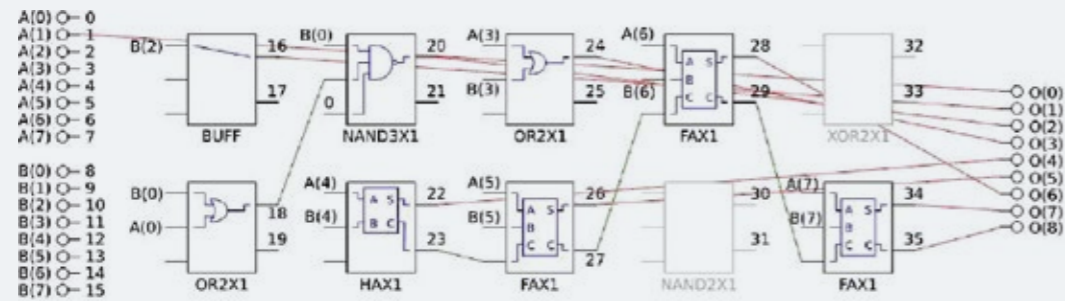 A(0) 0
A(1) 1
A(2) 2
A(3) 3
A(4) 4
A(5) 5
A(6) 6
A(7) 7
B(0) 8
B(1) 9
B(2) 10
B(3) 11
B(4) 12
B(5) 13
B(6) 14
B(7) 15
B(2) 16
17
BUFF
B(0) 20
0 21
NAND3X1
A(3) 24
B(3) 25
OR2X1
A(6) 28
A S
B
B(6) C C 29
FAX1
32
33
XOR2X1
B(0)
A(0) 18
19
OR2X1
A(4) 22
A S
B(4) B C
23
HAX1
A(5) 26
A S
B(5) B
C C
27
FAX1
30
31
NAND2X1
A(7) 34
A S
B(7) B
C C 35
FAX1
O(0)
O(1)
O(2)
O(3)
O(4)
O(5)
O(6)
O(7)
O(8)